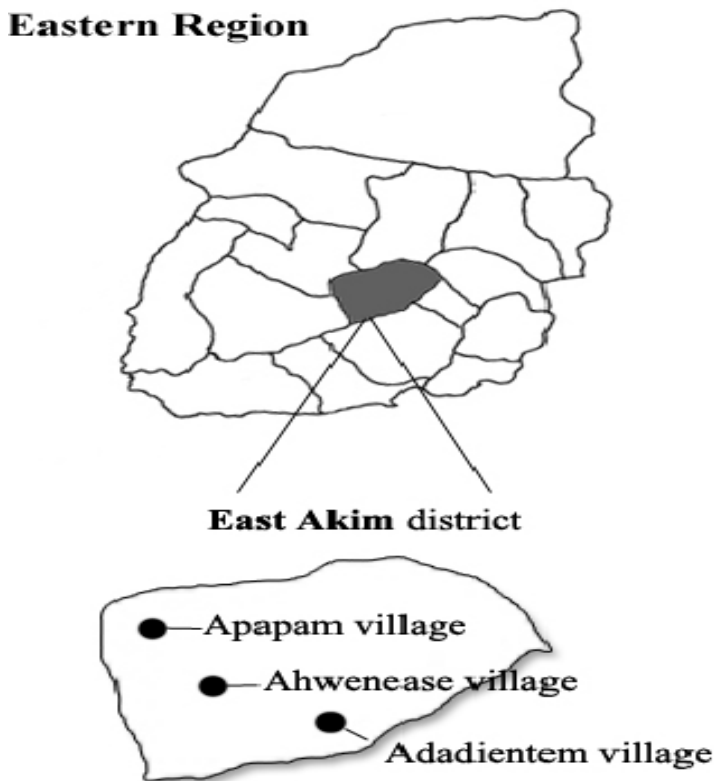 Eastern Region
East Akim district
Apapam village
Ahwenease village
Adadientem village